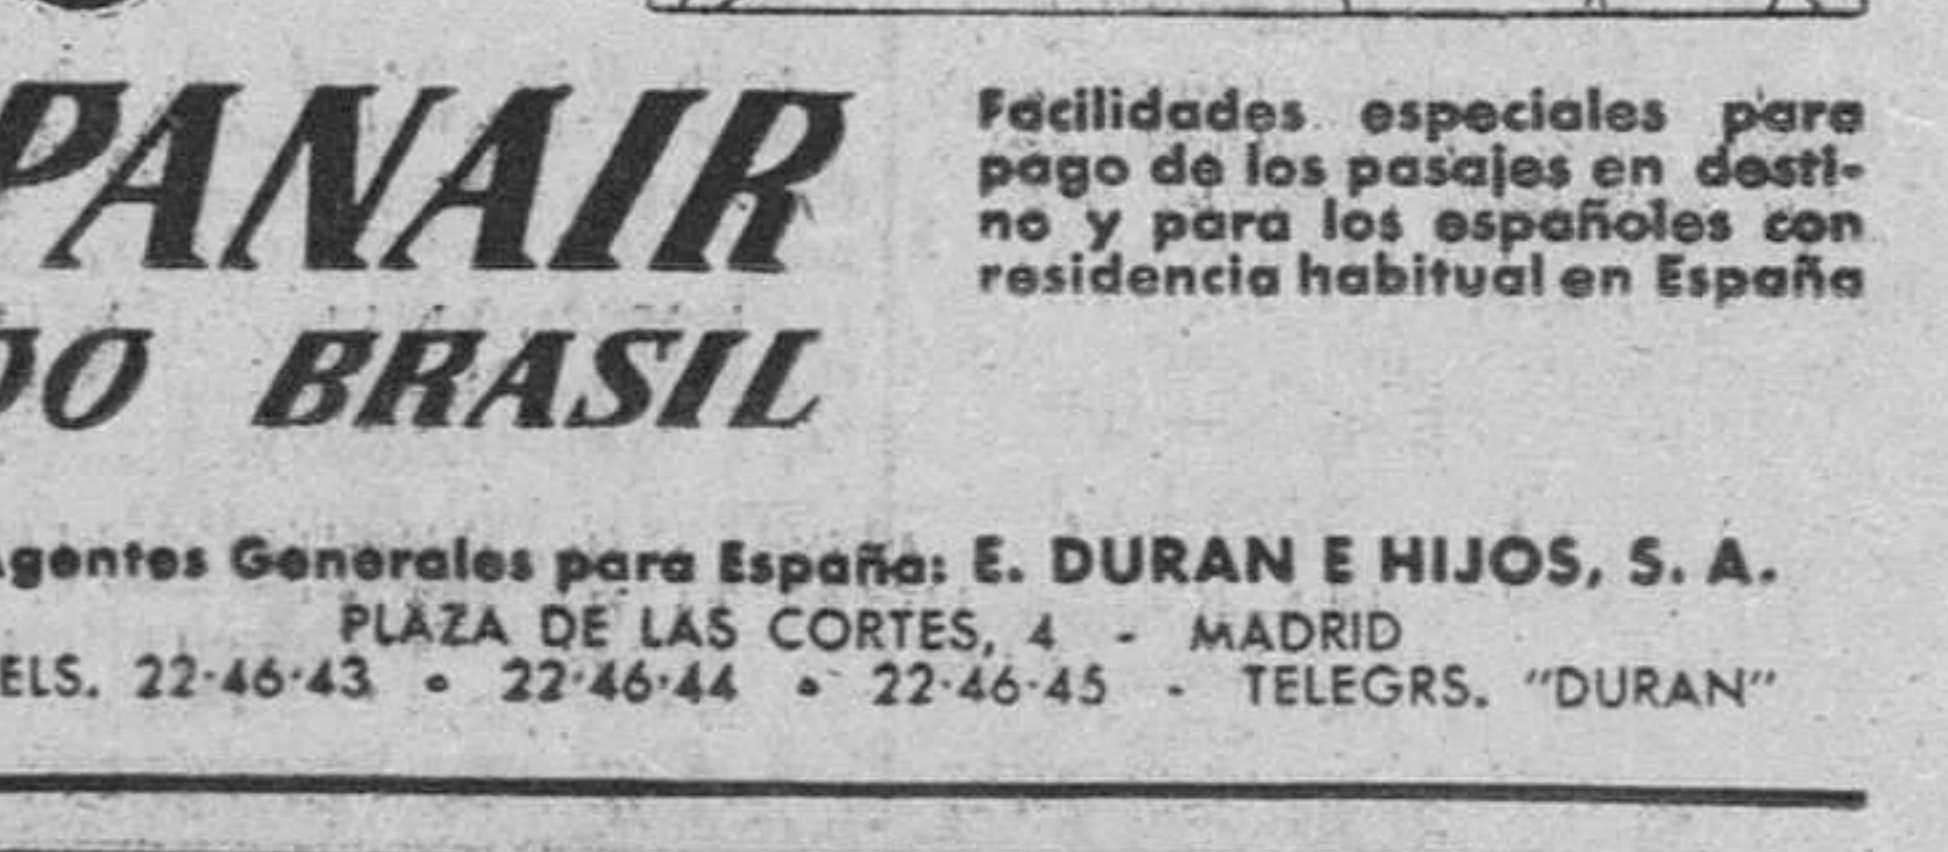 PANAIR
DO BRASIL
Facilidades especiales para
pago de los pasajes en desti-
no y para los españoles con
residencia habitual en España
Agentes Generales para España: E. DURAN E HIJOS, S. A.
PLAZA DE LAS CORTES, 4 - MADRID
ELS. 22-46-43 • 22-46-44 • 22-46-45 - TELEGRS. "DURAN"